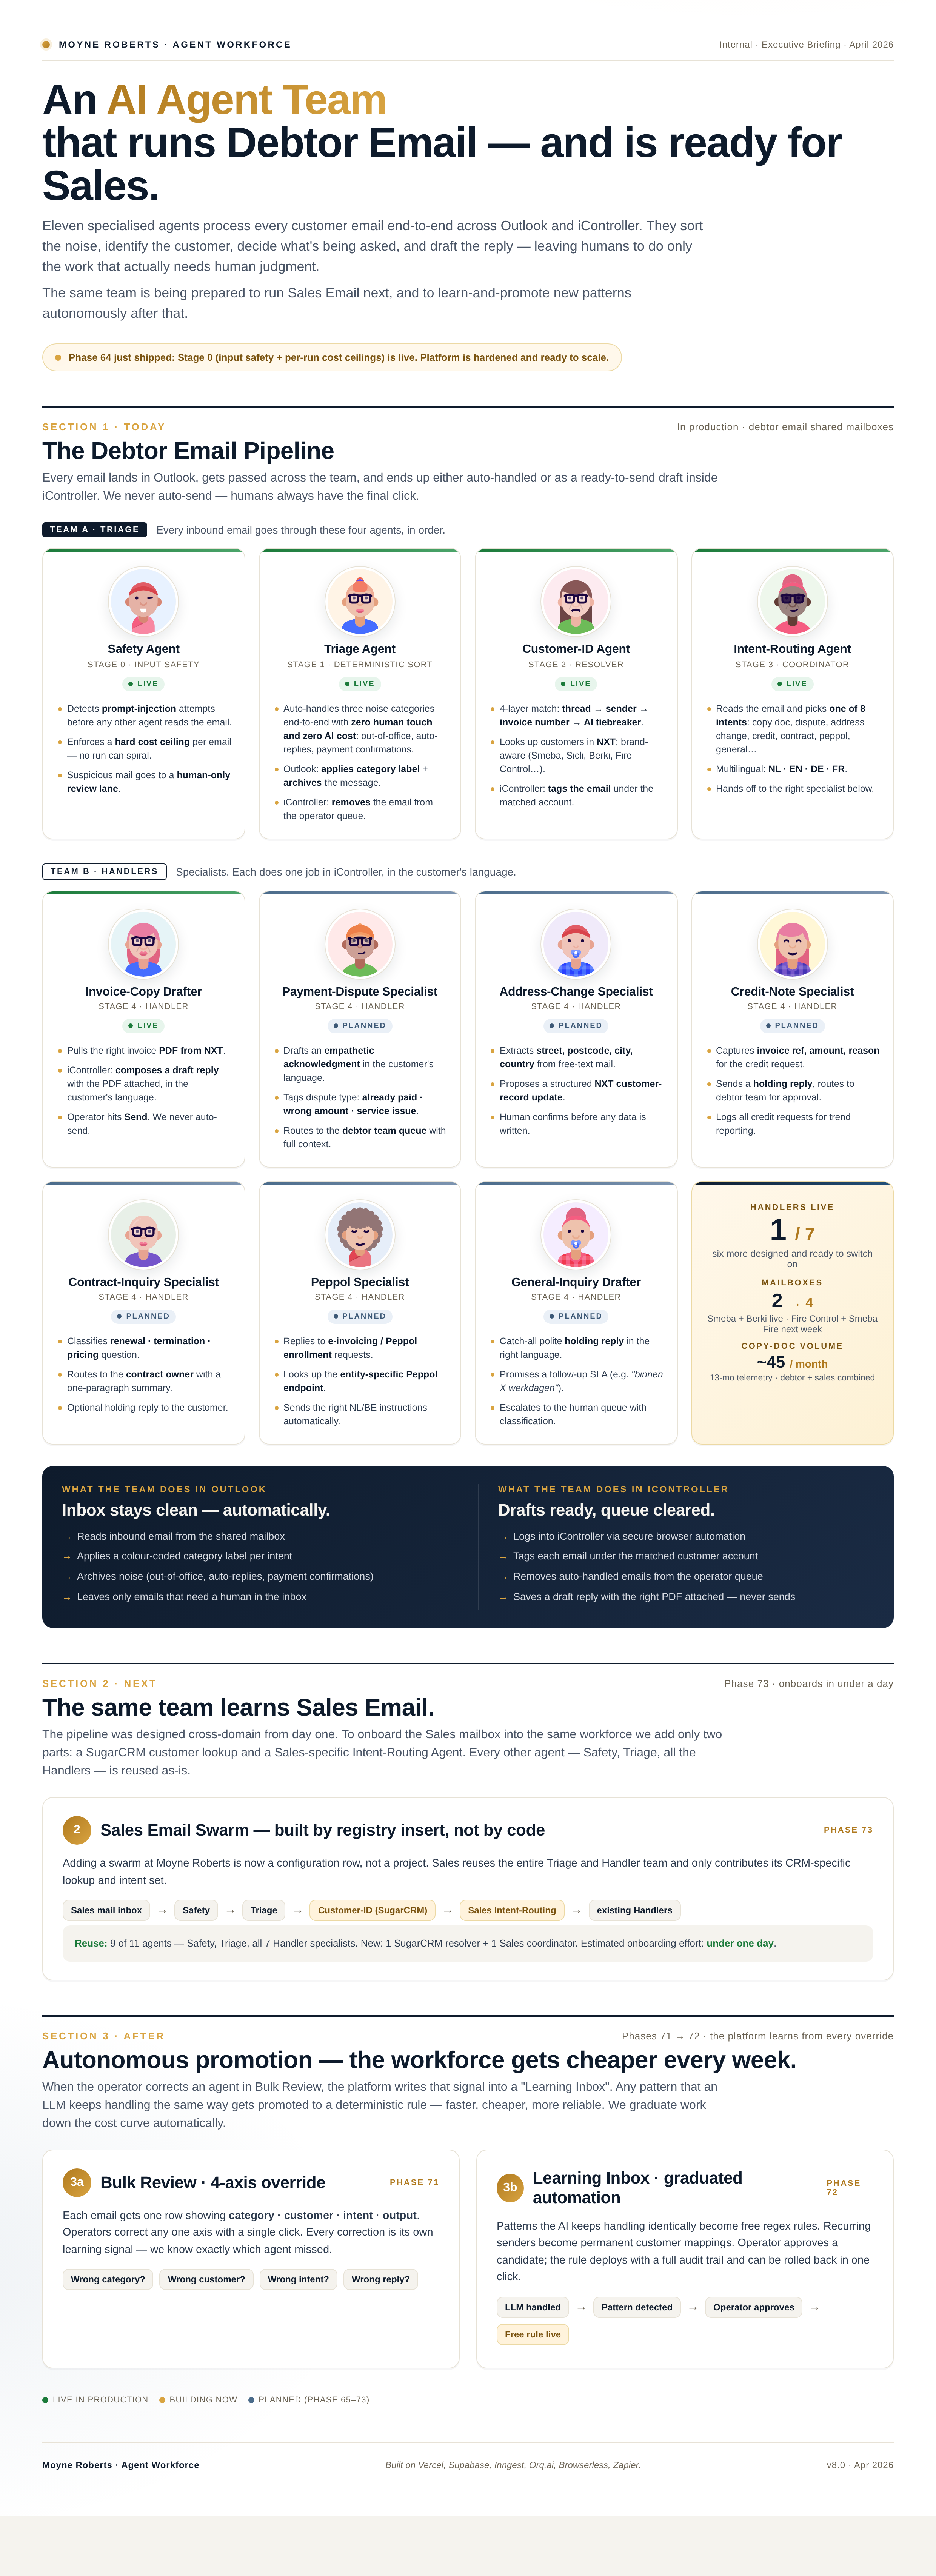 MOYNE ROBERTS · AGENT WORKFORCE
Internal · Executive Briefing · April 2026
An AI Agent Team
that runs Debtor Email — and is ready for
Sales.
Eleven specialised agents process every customer email end-to-end across Outlook and iController. They sort
the noise, identify the customer, decide what's being asked, and draft the reply — leaving humans to do only
the work that actually needs human judgment.
The same team is being prepared to run Sales Email next, and to learn-and-promote new patterns
autonomously after that.
Phase 64 just shipped: Stage 0 (input safety + per-run cost ceilings) is live. Platform is hardened and ready to scale.
SECTION 1 · TODAY
In production · debtor email shared mailboxes
The Debtor Email Pipeline
Every email lands in Outlook, gets passed across the team, and ends up either auto-handled or as a ready-to-send draft inside
iController. We never auto-send — humans always have the final click.
TEAM A · TRIAGE
Every inbound email goes through these four agents, in order.
Safety Agent
STAGE 0 · INPUT SAFETY
LIVE
Detects prompt-injection attempts
before any other agent reads the email.
Enforces a hard cost ceiling per email
— no run can spiral.
Suspicious mail goes to a human-only
review lane.
Triage Agent
STAGE 1 · DETERMINISTIC SORT
LIVE
Auto-handles three noise categories
end-to-end with zero human touch
and zero AI cost: out-of-office, auto-
replies, payment confirmations.
Outlook: applies category label +
archives the message.
iController: removes the email from
the operator queue.
Customer-ID Agent
STAGE 2 · RESOLVER
LIVE
4-layer match: thread → sender →
invoice number → AI tiebreaker.
Looks up customers in NXT; brand-
aware (Smeba, Sicli, Berki, Fire
Control…).
iController: tags the email under the
matched account.
Intent-Routing Agent
STAGE 3 · COORDINATOR
LIVE
Reads the email and picks one of 8
intents: copy doc, dispute, address
change, credit, contract, peppol,
general…
Multilingual: NL · EN · DE · FR.
Hands off to the right specialist below.
TEAM B · HANDLERS
Specialists. Each does one job in iController, in the customer's language.
Invoice-Copy Drafter
STAGE 4 · HANDLER
LIVE
Pulls the right invoice PDF from NXT.
iController: composes a draft reply
with the PDF attached, in the
customer's language.
Operator hits Send. We never auto-
send.
Payment-Dispute Specialist
STAGE 4 · HANDLER
PLANNED
Drafts an empathetic
acknowledgment in the customer's
language.
Tags dispute type: already paid ·
wrong amount · service issue.
Routes to the debtor team queue with
full context.
Address-Change Specialist
STAGE 4 · HANDLER
PLANNED
Extracts street, postcode, city,
country from free-text mail.
Proposes a structured NXT customer-
record update.
Human confirms before any data is
written.
Credit-Note Specialist
STAGE 4 · HANDLER
PLANNED
Captures invoice ref, amount, reason
for the credit request.
Sends a holding reply, routes to
debtor team for approval.
Logs all credit requests for trend
reporting.
Contract-Inquiry Specialist
STAGE 4 · HANDLER
PLANNED
Classifies renewal · termination ·
pricing question.
Routes to the contract owner with a
one-paragraph summary.
Optional holding reply to the customer.
Peppol Specialist
STAGE 4 · HANDLER
PLANNED
Replies to e-invoicing / Peppol
enrollment requests.
Looks up the entity-specific Peppol
endpoint.
Sends the right NL/BE instructions
automatically.
General-Inquiry Drafter
STAGE 4 · HANDLER
PLANNED
Catch-all polite holding reply in the
right language.
Promises a follow-up SLA (e.g. "binnen
X werkdagen").
Escalates to the human queue with
classification.
HANDLERS LIVE
1 / 7
six more designed and ready to switch
on
MAILBOXES
2 → 4
Smeba + Berki live · Fire Control + Smeba
Fire next week
COPY-DOC VOLUME
~45 / month
13-mo telemetry · debtor + sales combined
WHAT THE TEAM DOES IN OUTLOOK
Inbox stays clean — automatically.
→ Reads inbound email from the shared mailbox
→ Applies a colour-coded category label per intent
→ Archives noise (out-of-office, auto-replies, payment confirmations)
→ Leaves only emails that need a human in the inbox
WHAT THE TEAM DOES IN ICONTROLLER
Drafts ready, queue cleared.
→ Logs into iController via secure browser automation
→ Tags each email under the matched customer account
→ Removes auto-handled emails from the operator queue
→ Saves a draft reply with the right PDF attached — never sends
SECTION 2 · NEXT
Phase 73 · onboards in under a day
The same team learns Sales Email.
The pipeline was designed cross-domain from day one. To onboard the Sales mailbox into the same workforce we add only two
parts: a SugarCRM customer lookup and a Sales-specific Intent-Routing Agent. Every other agent — Safety, Triage, all the
Handlers — is reused as-is.
2
Sales Email Swarm — built by registry insert, not by code
PHASE 73
Adding a swarm at Moyne Roberts is now a configuration row, not a project. Sales reuses the entire Triage and Handler team and only contributes its CRM-specific
lookup and intent set.
Sales mail inbox → Safety → Triage → Customer-ID (SugarCRM) → Sales Intent-Routing → existing Handlers
Reuse: 9 of 11 agents — Safety, Triage, all 7 Handler specialists. New: 1 SugarCRM resolver + 1 Sales coordinator. Estimated onboarding effort: under one day.
SECTION 3 · AFTER
Phases 71 → 72 · the platform learns from every override
Autonomous promotion — the workforce gets cheaper every week.
When the operator corrects an agent in Bulk Review, the platform writes that signal into a "Learning Inbox". Any pattern that an
LLM keeps handling the same way gets promoted to a deterministic rule — faster, cheaper, more reliable. We graduate work
down the cost curve automatically.
3a
Bulk Review · 4-axis override
PHASE 71
Each email gets one row showing category · customer · intent · output.
Operators correct any one axis with a single click. Every correction is its own
learning signal — we know exactly which agent missed.
Wrong category? Wrong customer? Wrong intent? Wrong reply?
3b
Learning Inbox · graduated
automation
PHASE
72
Patterns the AI keeps handling identically become free regex rules. Recurring
senders become permanent customer mappings. Operator approves a
candidate; the rule deploys with a full audit trail and can be rolled back in one
click.
LLM handled → Pattern detected → Operator approves →
Free rule live
LIVE IN PRODUCTION
BUILDING NOW
PLANNED (PHASE 65–73)
Moyne Roberts · Agent Workforce
Built on Vercel, Supabase, Inngest, Orq.ai, Browserless, Zapier.
v8.0 · Apr 2026